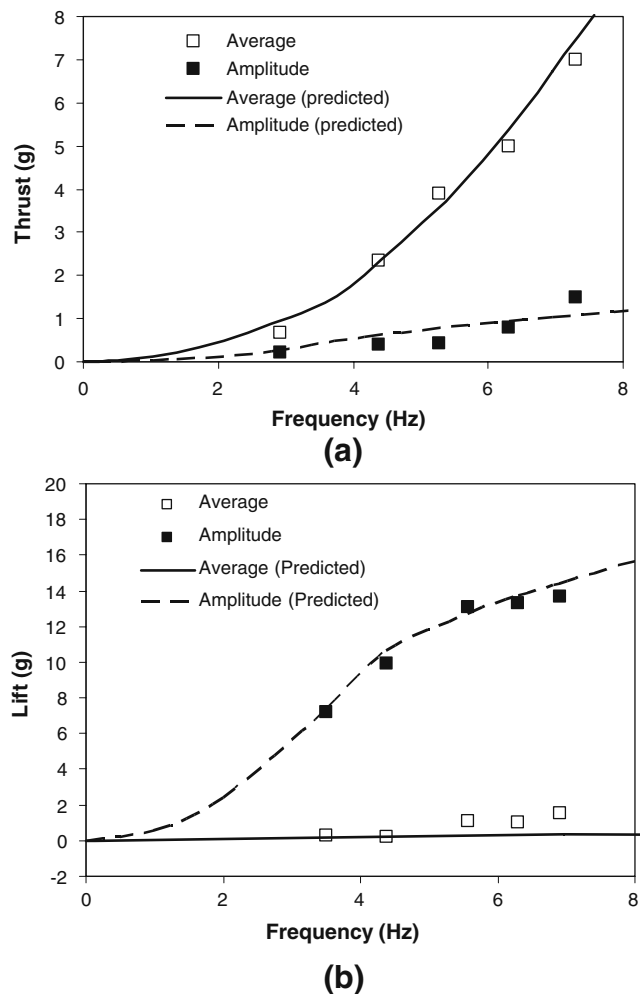 8
7
6
5
4
3
2
1
0
Thrust (g)
Average
Amplitude
Average (predicted)
Amplitude (predicted)
0 2 4 6 8
Frequency (Hz)
(a)
20
18
16
14
12
10
8
6
4
2
0
-2
Lift (g)
Average
Amplitude
Average (Predicted)
Amplitude (Predicted)
0 2 4 6 8
Frequency (Hz)
(b)